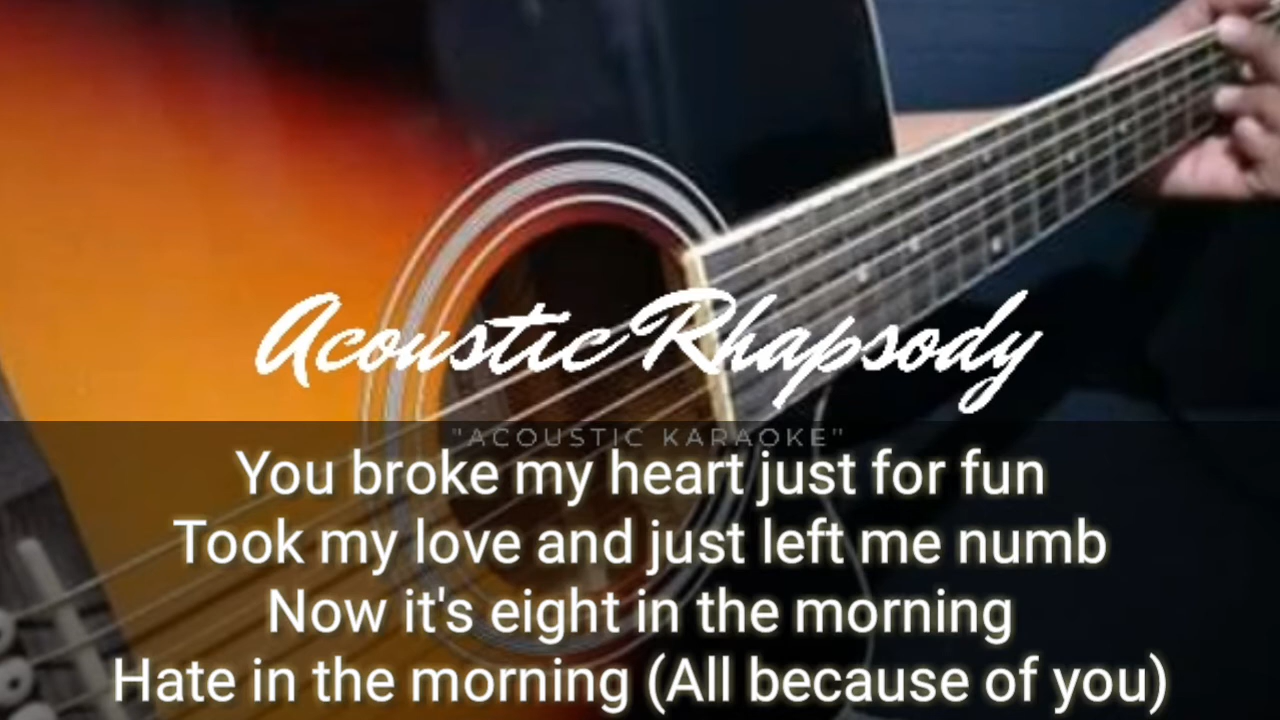 Acoustic Rhapsody
"ACOUSTIC KARAOKE"
You broke my heart just for fun
Took my love and just left me numb
Now it's eight in the morning
Hate in the morning (All because of you)